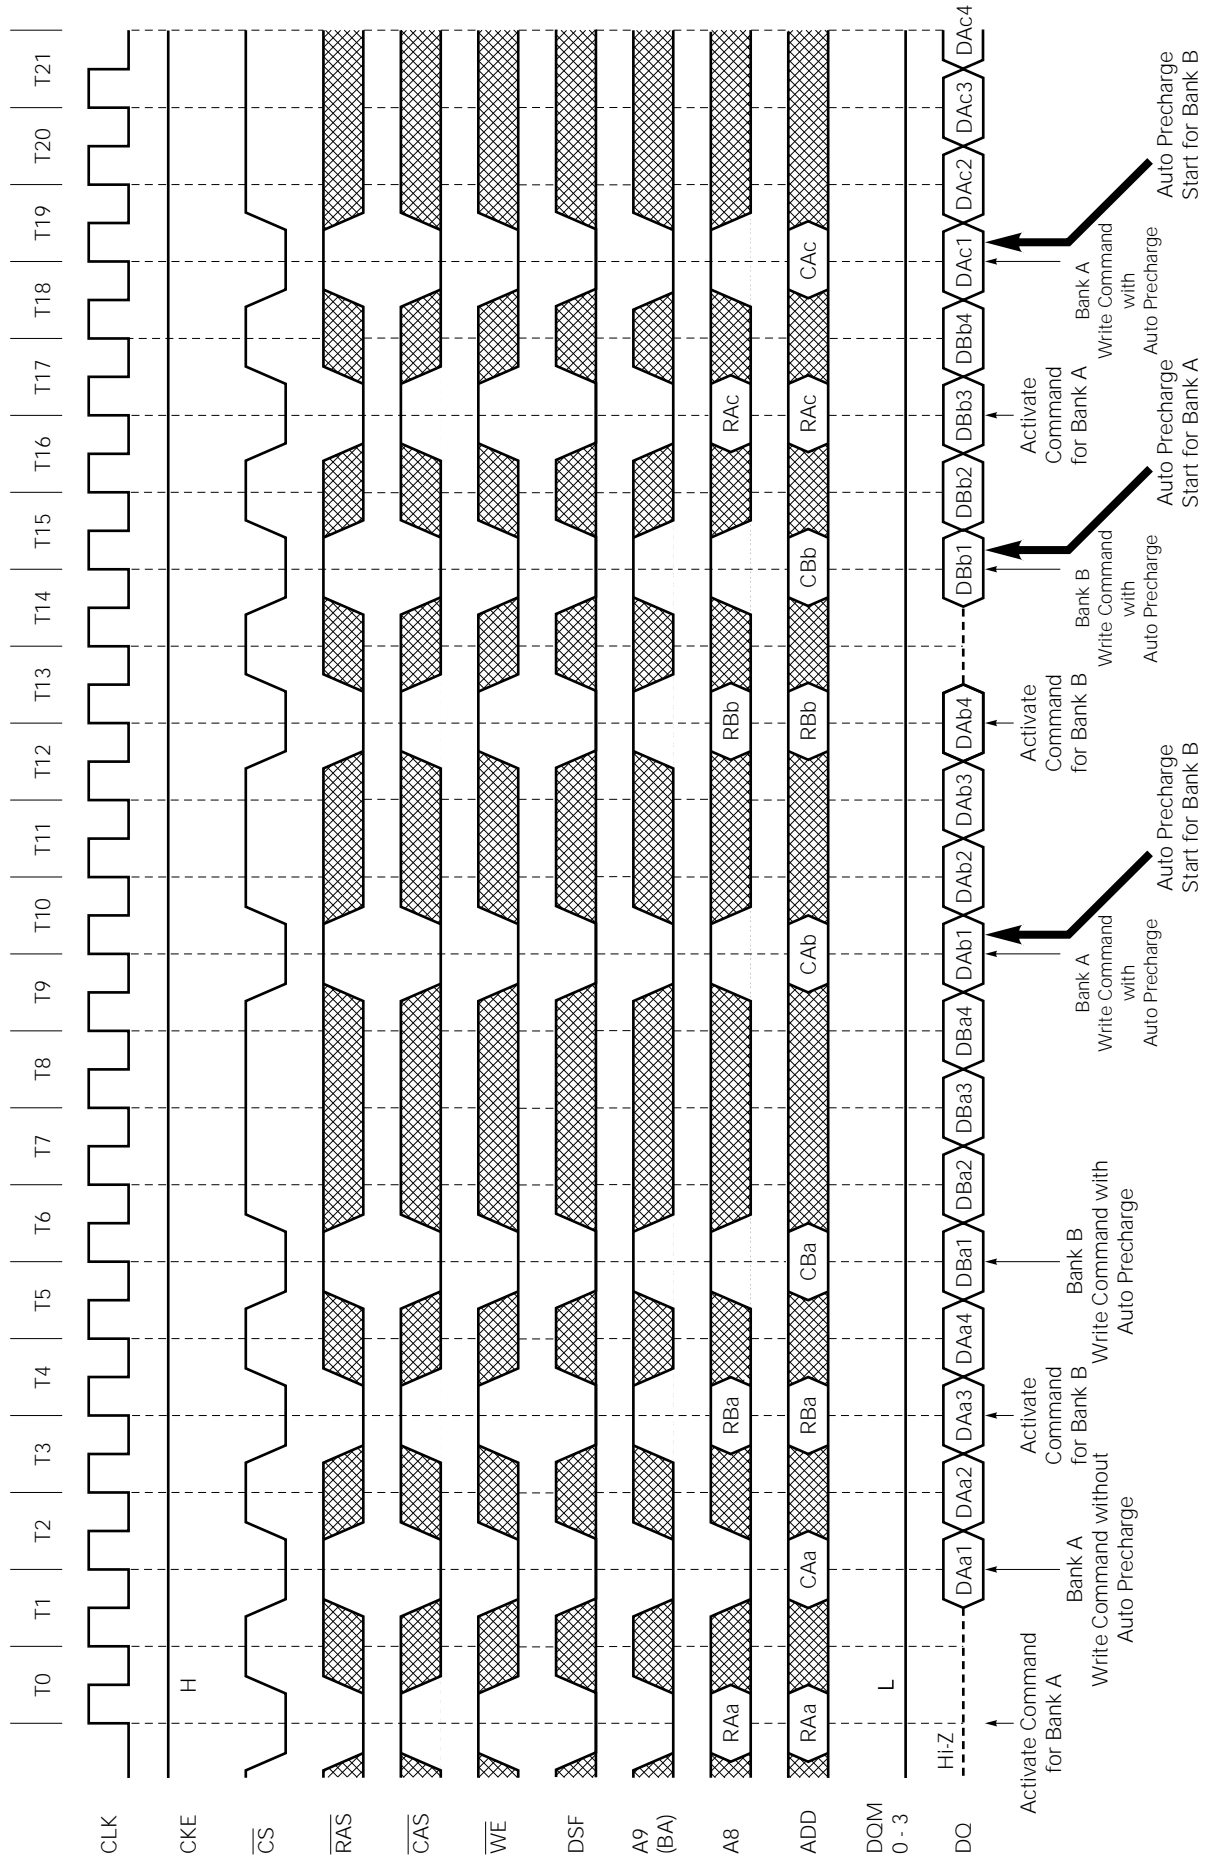 T0 T1 T2 T3 T4 T5 T6 T7 T8 T9 T10 T11 T12 T13 T14 T15 T16 T17 T18 T19 T20 T21
CLK
CKE H
CS
RAS
CAS
WE
DSF
A9
(BA)
A8 RAa RBa RBb RAc
ADD RAa CAa RBa CBa CAb RBb CBb RAc CAc
DQM
0 - 3
L
DQ Hi-Z DAa1 DAa2 DAa3 DAa4 DBa1 DBa2 DBa3 DBa4 DAb1 DAb2 DAb3 DAb4 DBb1 DBb2 DBb3 DBb4 DAc1 DAc2 DAc3 DAc4
Activate Command
for Bank A
Bank A
Write Command without
Auto Precharge
Activate
Command
for Bank B
Bank B
Write Command with
Auto Precharge
Bank A
Write Command
with
Auto Precharge
Auto Precharge
Start for Bank B
Activate
Command
for Bank B
Bank B
Write Command
with
Auto Precharge
Auto Precharge
Start for Bank A
Activate
Command
for Bank A
Bank A
Write Command
with
Auto Precharge
Auto Precharge
Start for Bank B